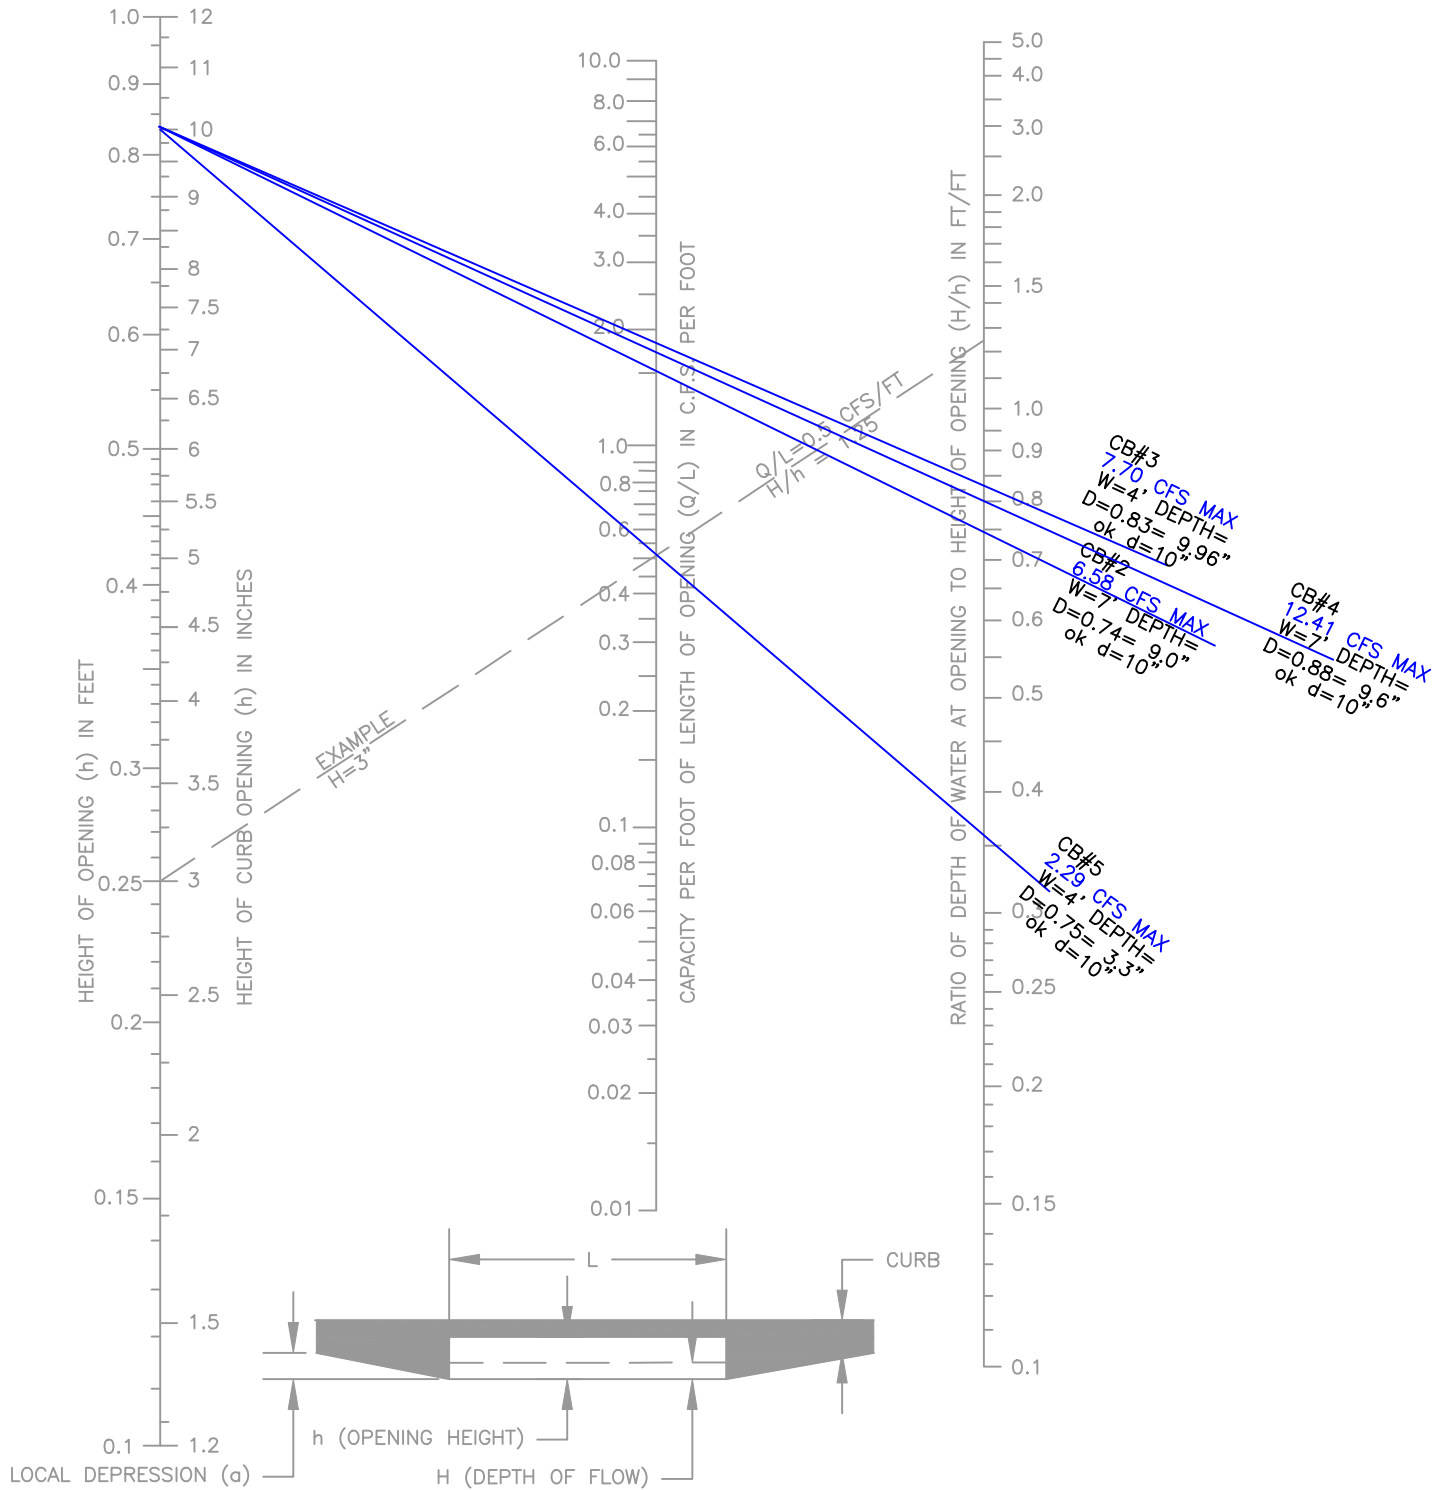 1.0
0.9
0.8
0.7
0.6
0.5
0.4
0.3
0.25
0.2
0.15
0.1
12
11
10
9
8
7.5
7
6.5
6
5.5
5
4.5
4
3.5
3
2.5
2
1.5
1.2
HEIGHT OF OPENING (h) IN FEET
HEIGHT OF CURB OPENING (h) IN INCHES
10.0
8.0
6.0
4.0
3.0
2.0
1.0
0.8
0.6
0.4
0.3
0.2
0.1
0.08
0.06
0.04
0.03
0.02
0.01
CAPACITY PER FOOT OF LENGTH OF OPENING (Q/L) IN C.F.S. PER FOOT
RATIO OF DEPTH OF WATER AT OPENING TO HEIGHT OF OPENING (H/h) IN FT/FT
5.0
4.0
3.0
2.0
1.5
1.0
0.9
0.8
0.7
0.6
0.5
0.4
0.3
0.25
0.2
0.15
0.1
EXAMPLE
H=3"
Q/L=0.5 CFS/FT
H/h = 1.25
CB#3
7.70 CFS MAX
W=4' DEPTH=
D=0.83= 9.96"
ok d=10"
CB#2
6.58 CFS MAX
W=7' DEPTH=
D=0.74= 9.0"
ok d=10"
CB#4
12.41 CFS MAX
W=7' DEPTH=
D=0.88= 9.6"
ok d=10"
CB#5
2.29 CFS MAX
W=4' DEPTH=
D=0.75= 3.3"
ok d=10"
L
CURB
h (OPENING HEIGHT)
LOCAL DEPRESSION (a)
H (DEPTH OF FLOW)